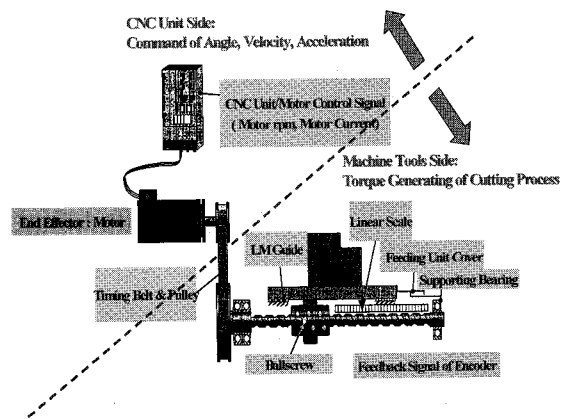 CNC Unit Side:
Command of Angle, Velocity, Acceleration
CNC Unit/Motor Control Signal
( Motor rpm, Motor Current)
Machine Tools Side:
Torque Generating of Cutting Process
End Effector : Motor
Linear Scale
LM Guide
Feeding Unit Cover
Supporting Bearing
Timing Belt & Pulley
Ballscrew
Feedback Signal of Encoder